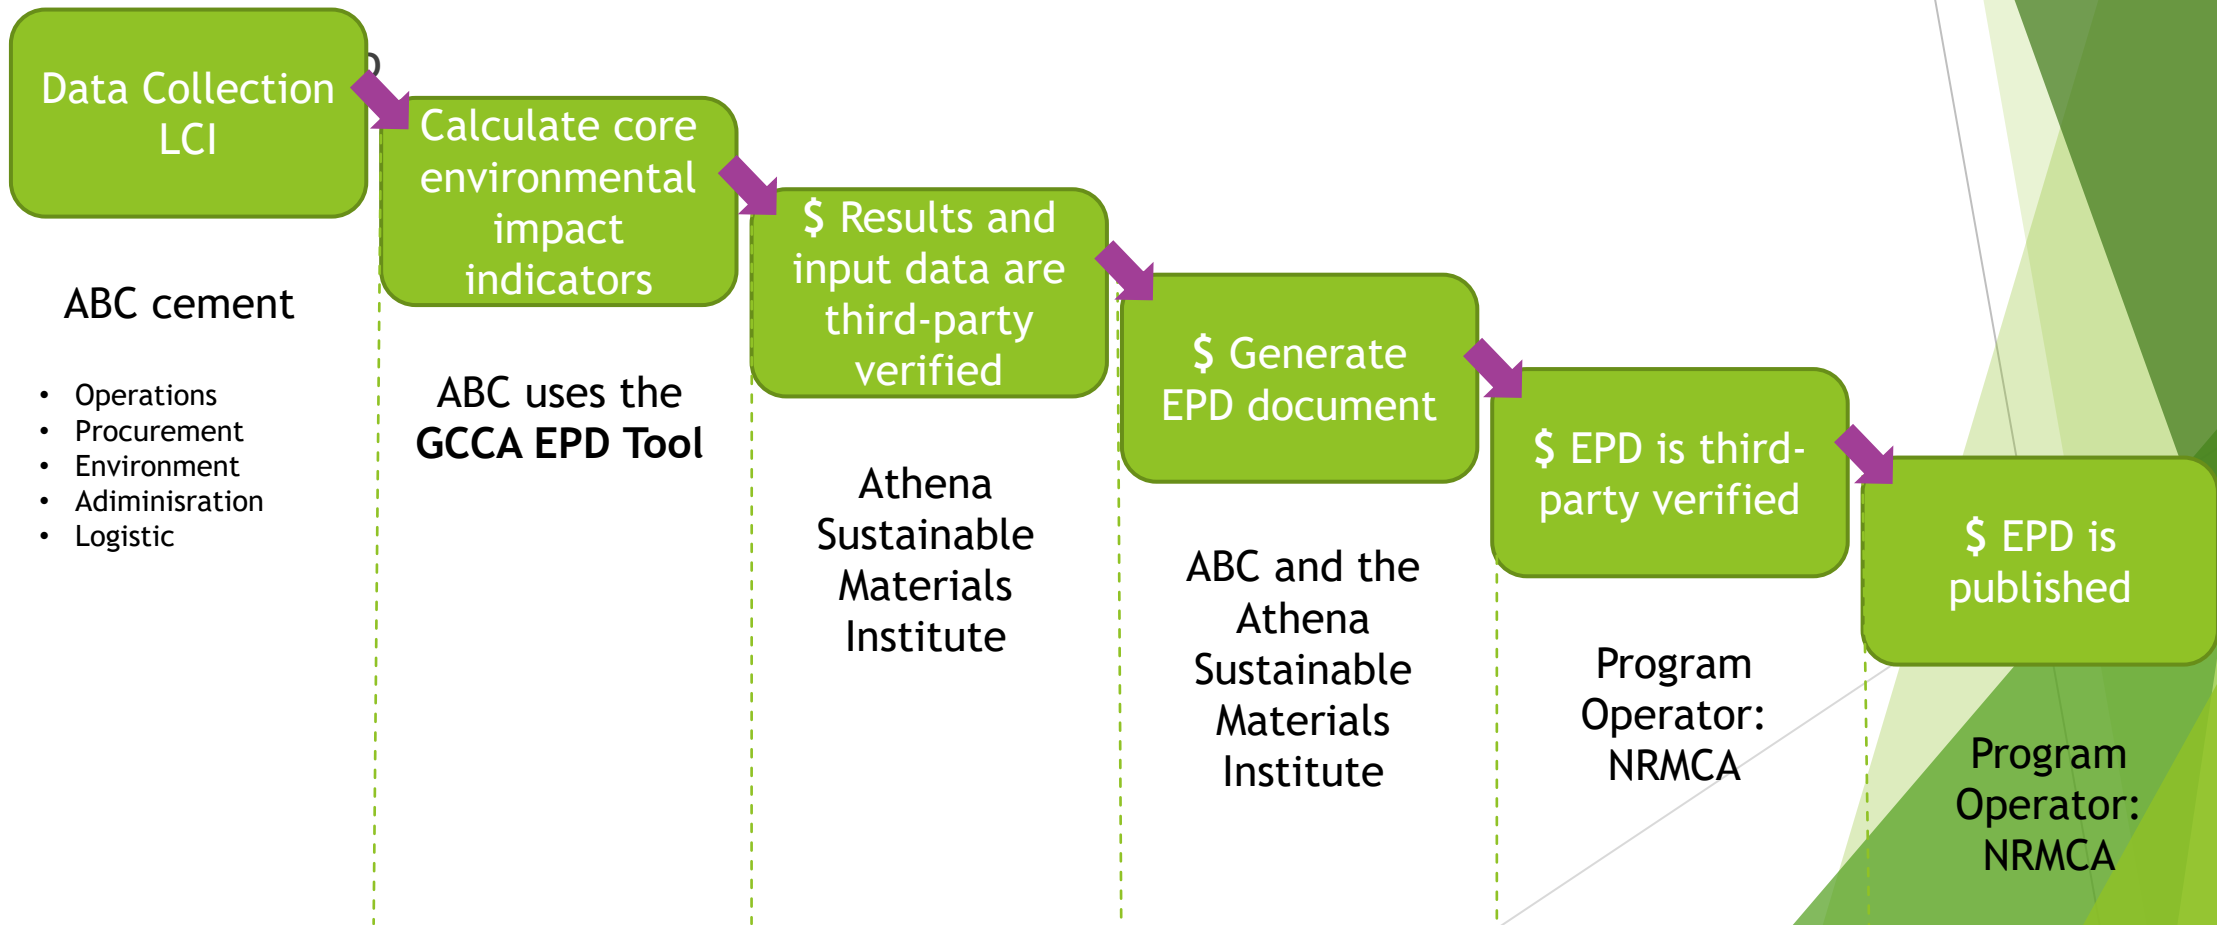 Data Collection
LCI
ABC cement
• Operations
• Procurement
• Environment
• Adiminisration
• Logistic
Calculate core
environmental
impact
indicators
ABC uses the
GCCA EPD Tool
$ Results and
input data are
third-party
verified
Athena
Sustainable
Materials
Institute
$ Generate
EPD document
ABC and the
Athena
Sustainable
Materials
Institute
$ EPD is third-
party verified
Program
Operator:
NRMCA
$ EPD is
published
Program
Operator:
NRMCA